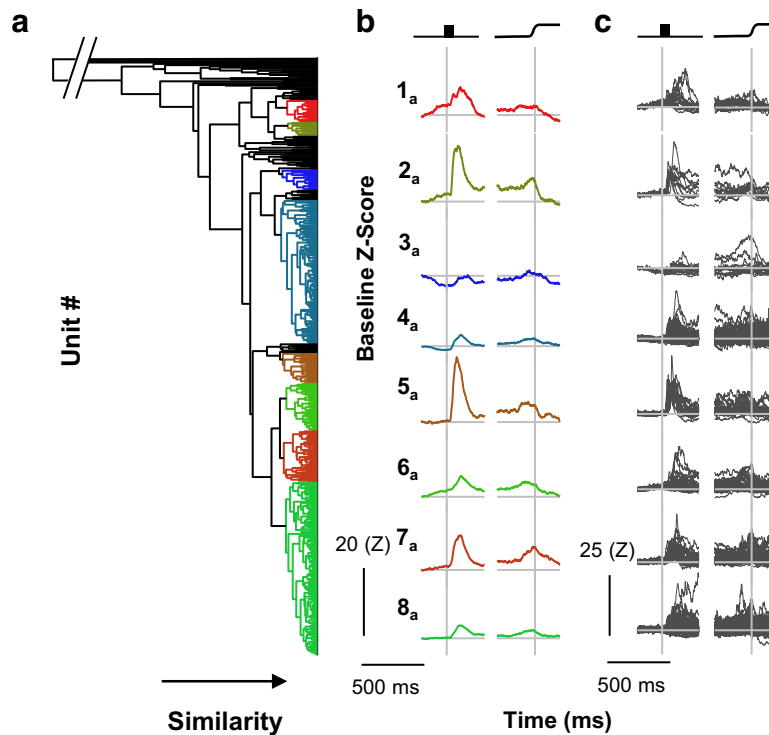 a
b
c
Unit #
Similarity
Baseline Z-Score
1a
2a
3a
4a
5a
6a
7a
8a
20 (Z)
500 ms
25 (Z)
500 ms
Time (ms)